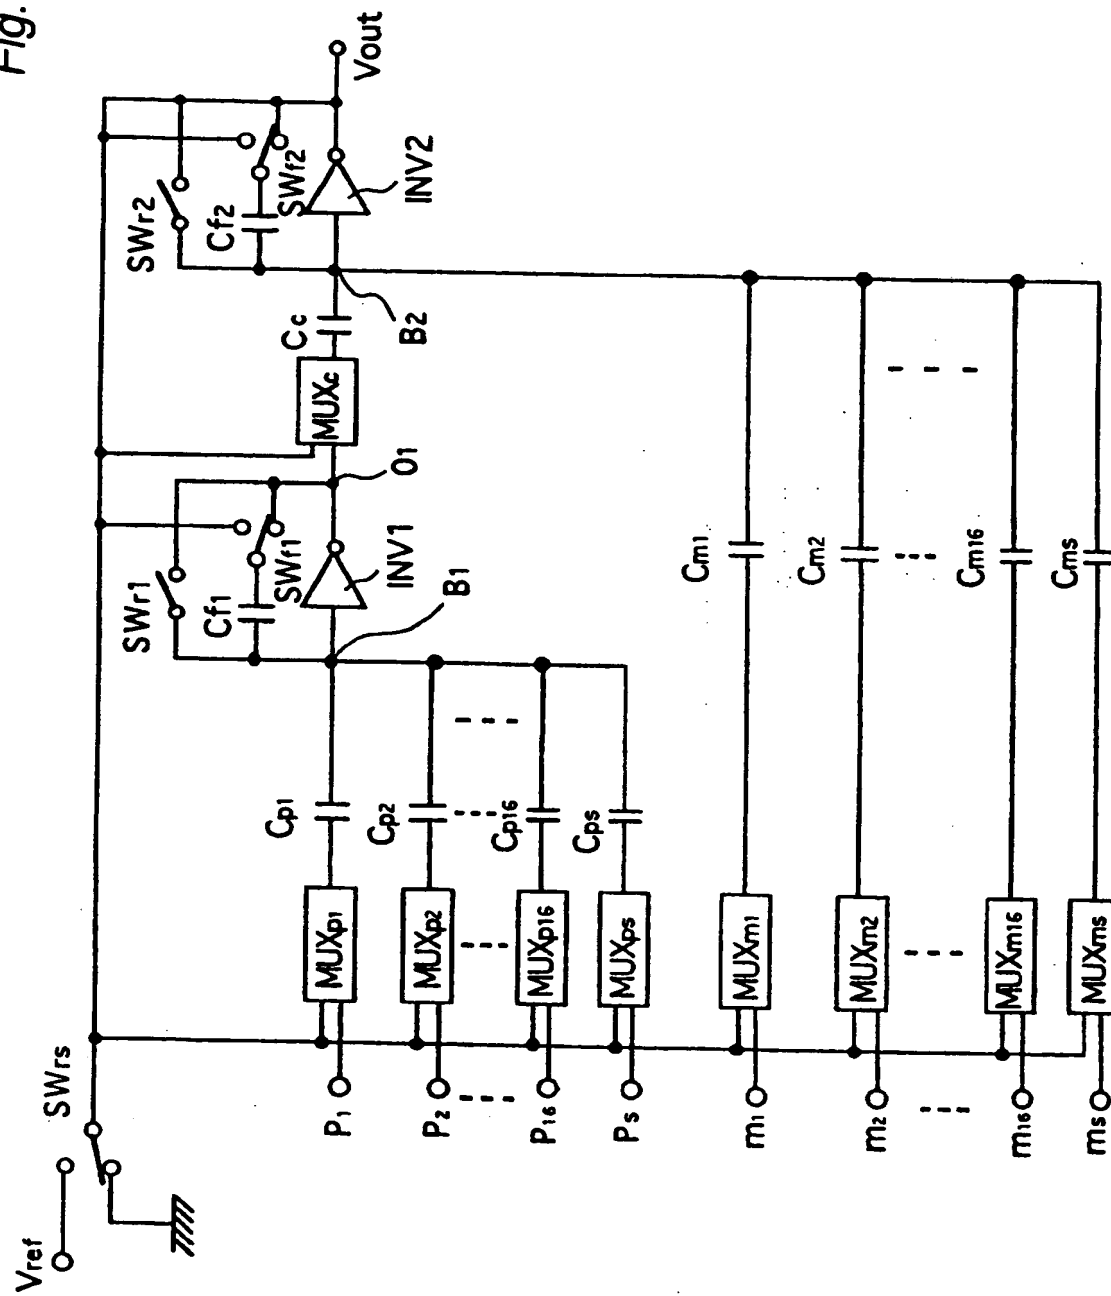 Fig.
Vref
SWrs
SWr1
Cf1
SWf1
INV1
B1
O1
MUXc
Cc
B2
SWr2
Cf2
SWf2
INV2
Vout
P1
MUXp1
Cp1
P2
MUXp2
Cp2
P16
MUXp16
Cp16
Ps
MUXps
Cps
m1
MUXm1
Cm1
m2
MUXm2
Cm2
m16
MUXm16
Cm16
ms
MUXms
Cms